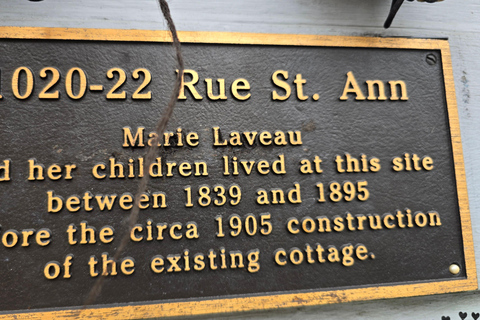 1020-22 Rue St. Ann
Marie Laveau
d her children lived at this site
between 1839 and 1895
ore the circa 1905 construction
of the existing cottage.